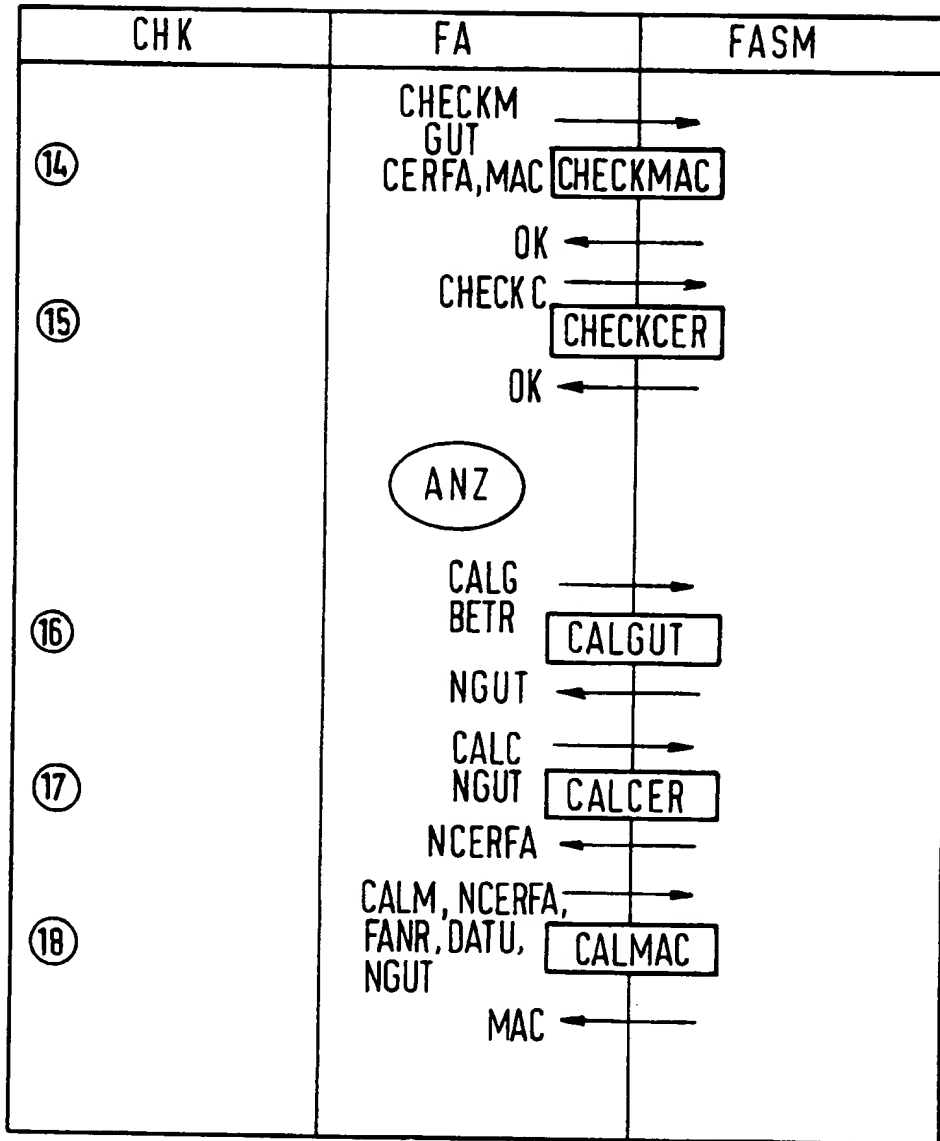 CHK FA FASM
CHECKM
GUT
14 CERFA, MAC CHECKMAC
OK
CHECK C
15 CHECKCER
OK
ANZ
CALG
BETR
16 CALGUT
NGUT
CALC
17 NGUT CALCER
NCERFA
CALM, NCERFA,
18 FANR, DATU, CALMAC
NGUT
MAC